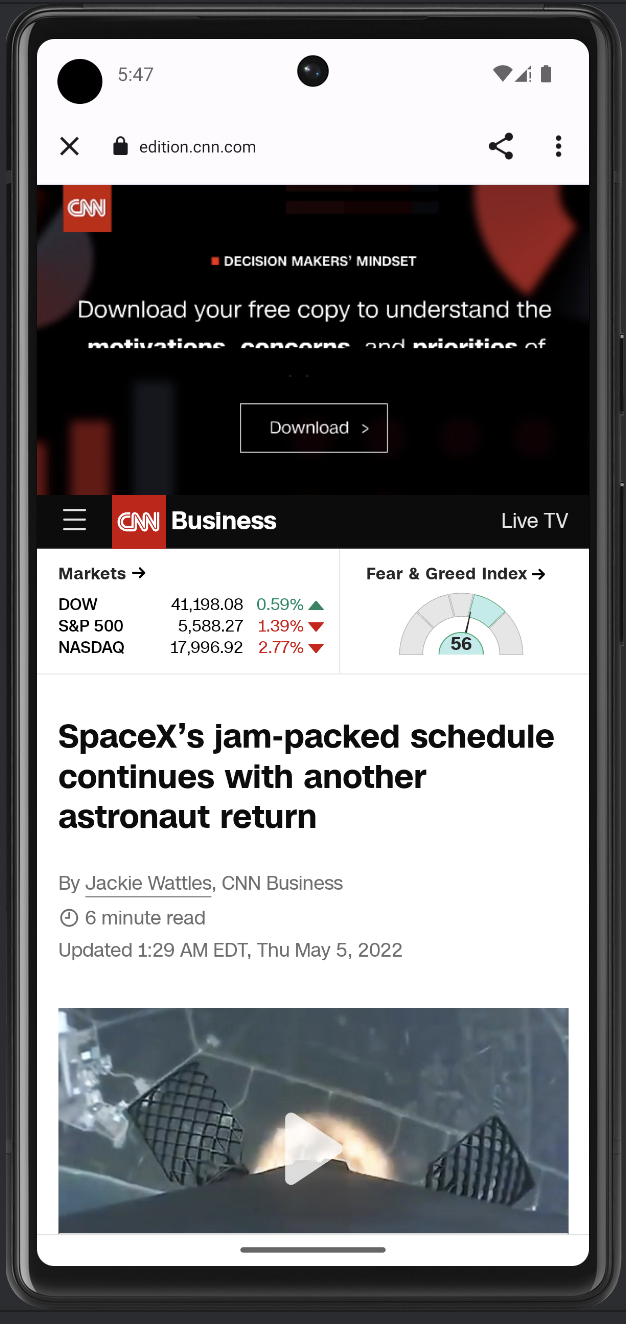 5:47
edition.cnn.com
CNN
DECISION MAKERS' MINDSET
Download your free copy to understand the
motivations, concerns, and priorities of
Download >
CNN Business
Live TV
Markets →
DOW 41,198.08 0.59%
S&P 500 5,588.27 1.39%
NASDAQ 17,996.92 2.77%
Fear & Greed Index →
56
SpaceX’s jam-packed schedule
continues with another
astronaut return
By Jackie Wattles, CNN Business
6 minute read
Updated 1:29 AM EDT, Thu May 5, 2022